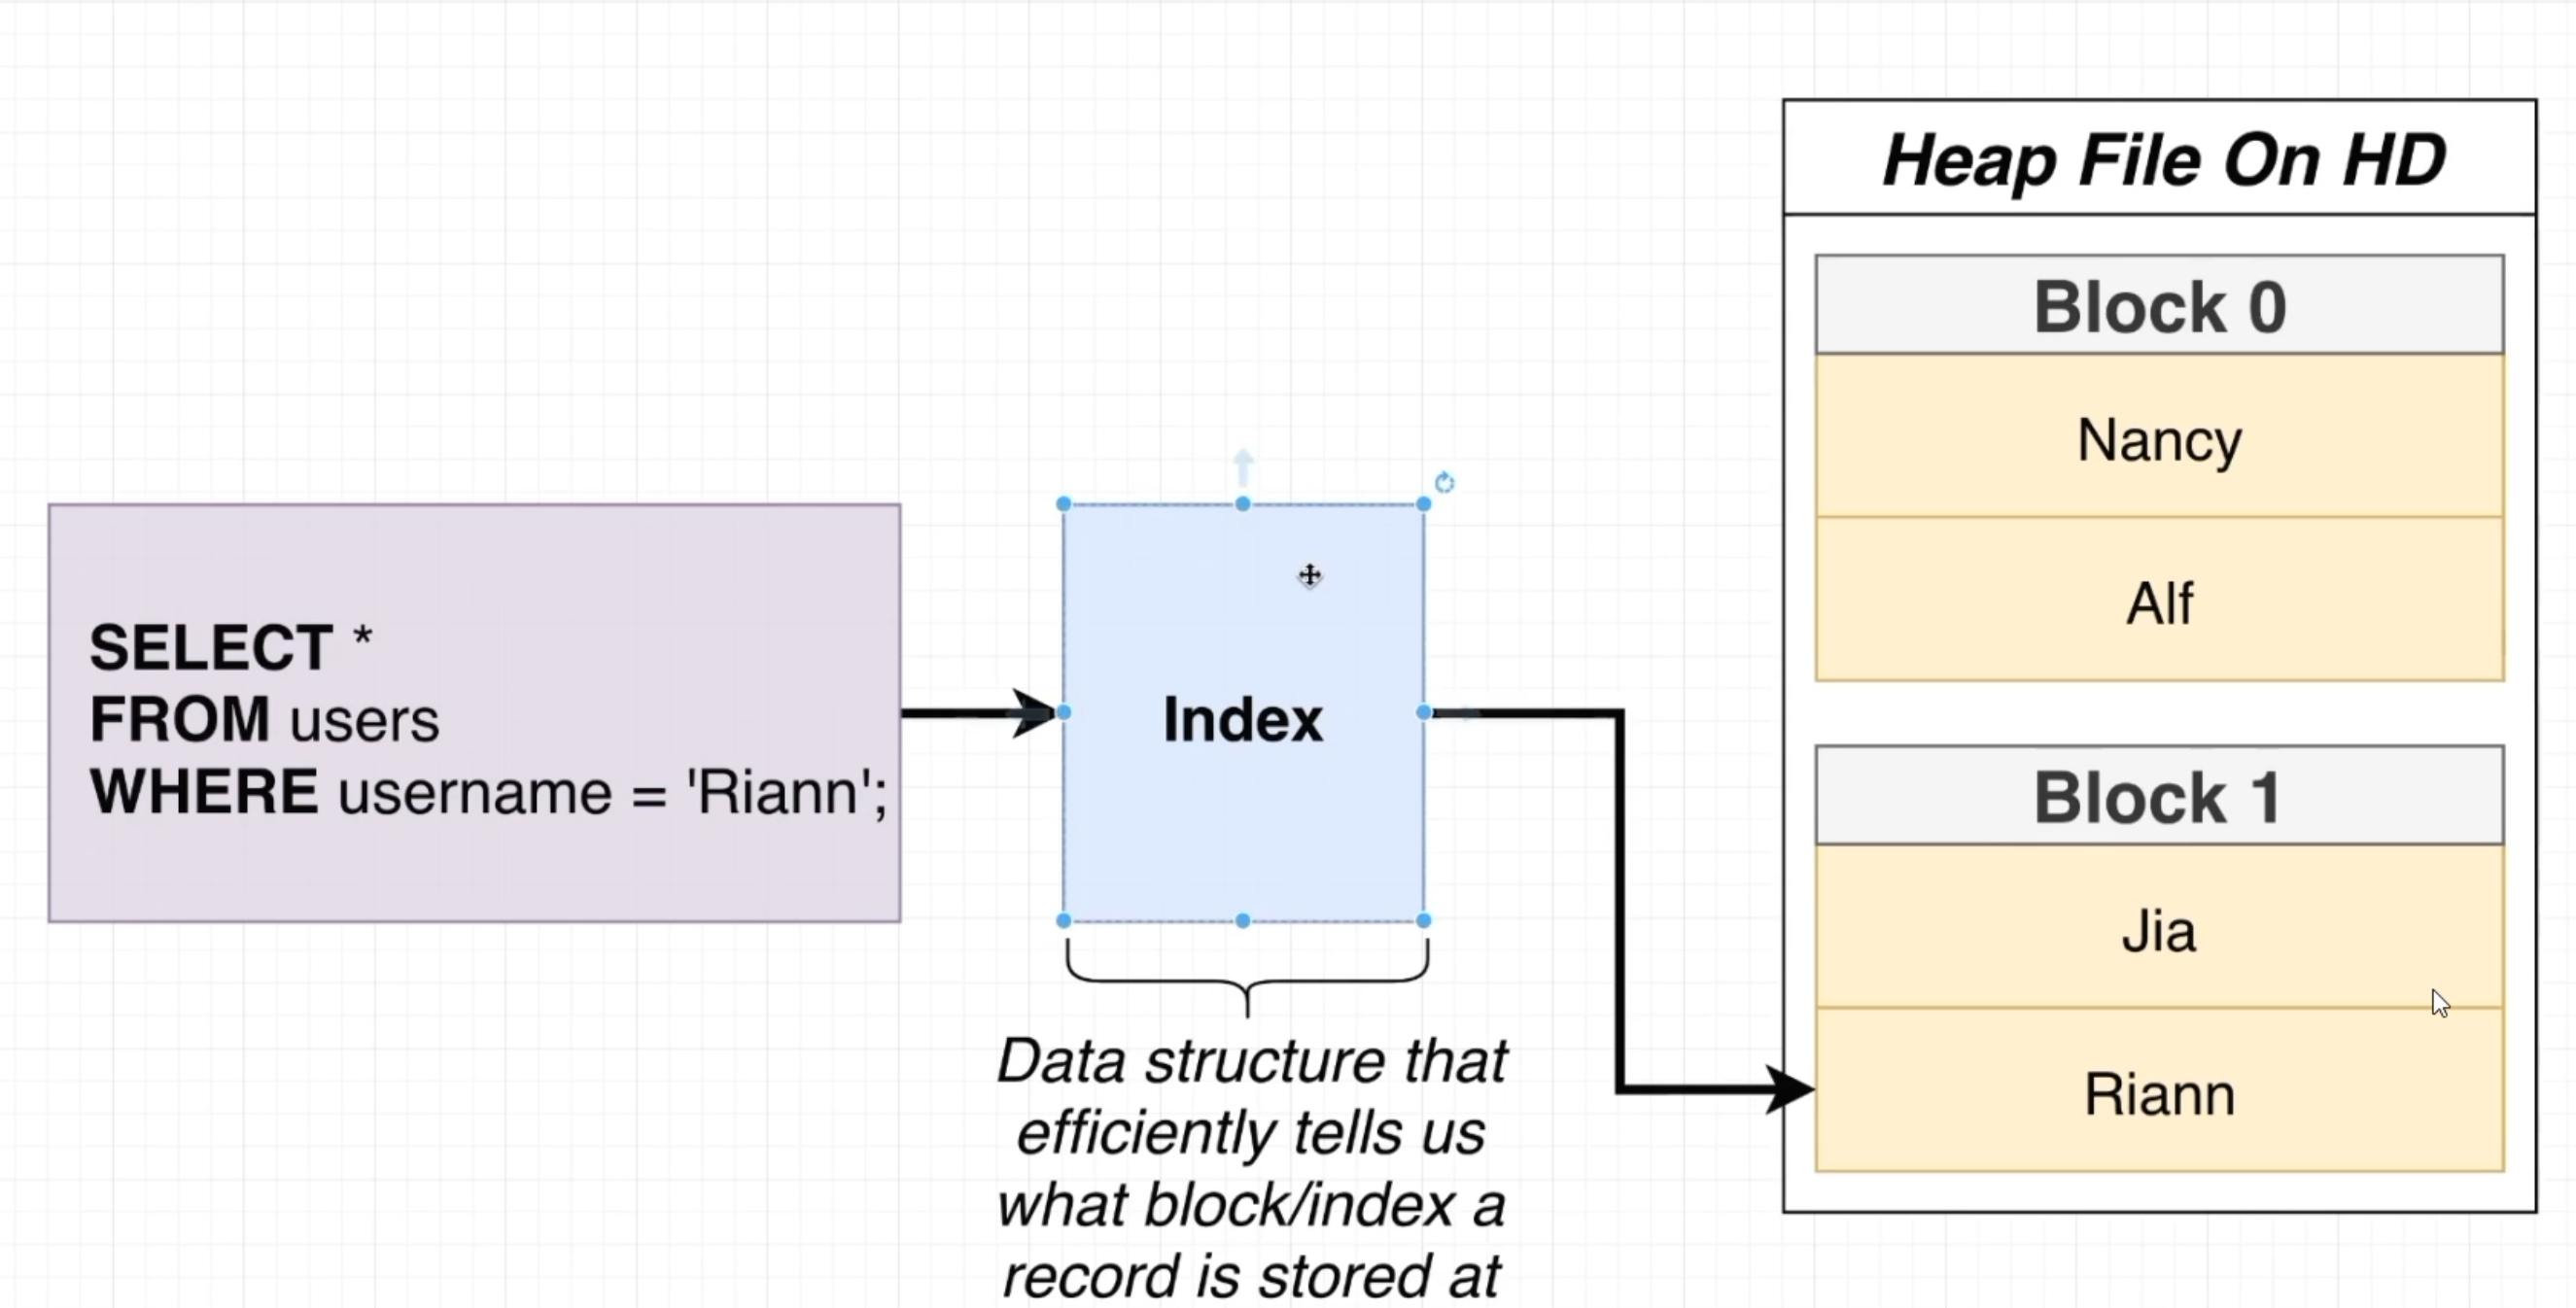 SELECT *
FROM users
WHERE username = 'Riann';
Index
Data structure that
efficiently tells us
what block/index a
record is stored at
Heap File On HD
Block 0
Nancy
Alf
Block 1
Jia
Riann